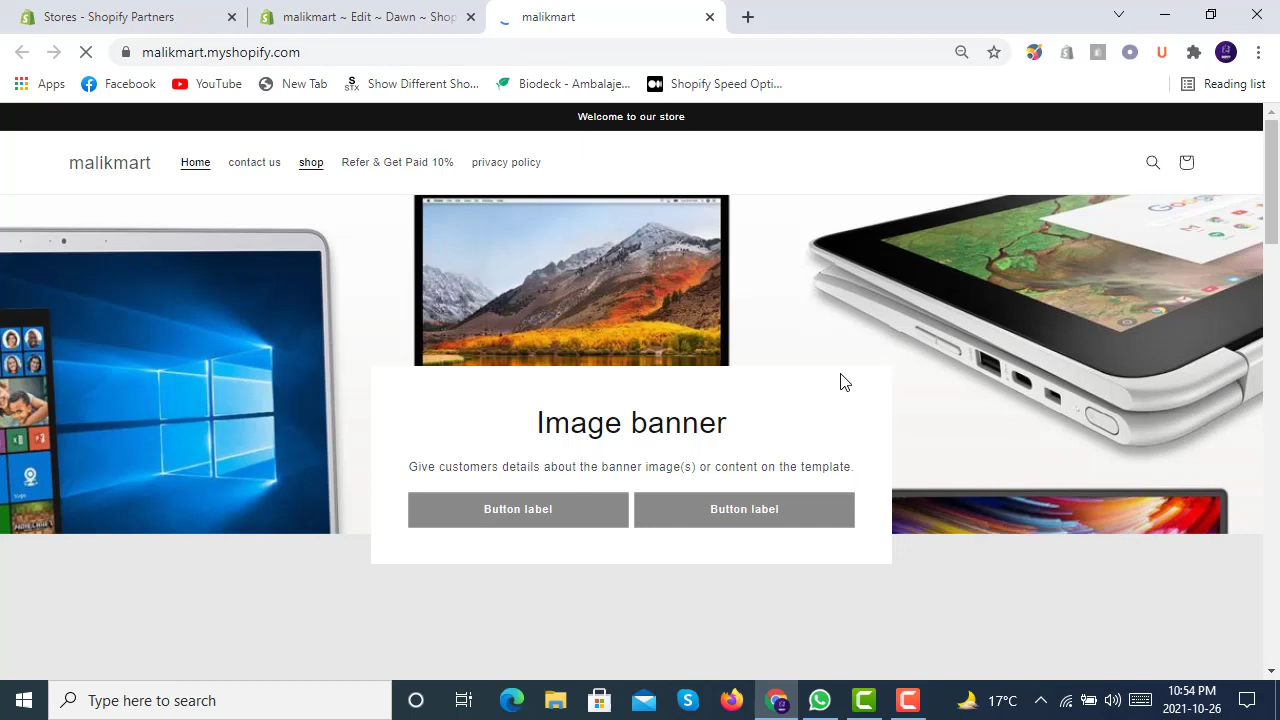 Stores - Shopify Partners
malikmart ~ Edit ~ Dawn ~ Shop
malikmart
malikmart.myshopify.com
Apps
Facebook
YouTube
New Tab
STX
Show Different Sho...
Biodeck - Ambalaje...
Shopify Speed Opti...
Reading list
Welcome to our store
malikmart
Home
contact us
shop
Refer & Get Paid 10%
privacy policy
Google
Image banner
Give customers details about the banner image(s) or content on the template.
Button label
Button label
Type here to search
17°C
10:54 PM
2021-10-26